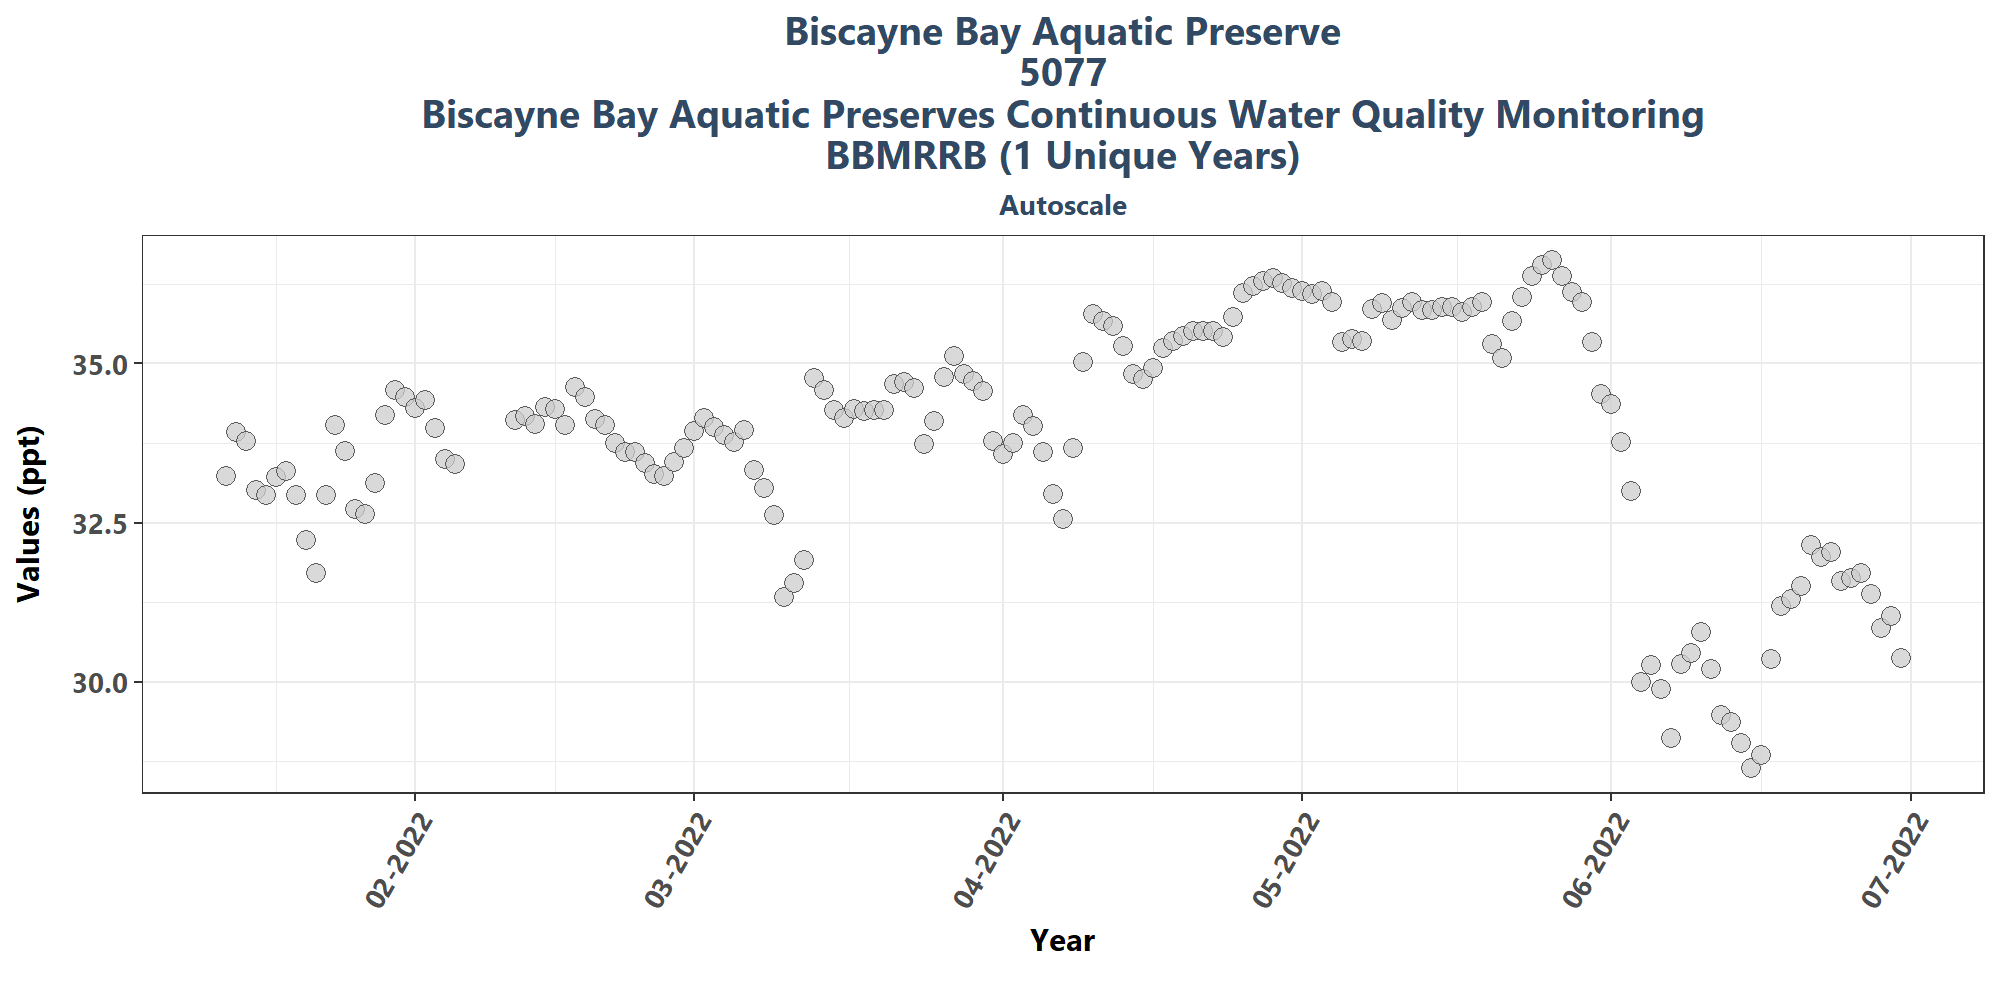 Biscayne Bay Aquatic Preserve
5077
Biscayne Bay Aquatic Preserves Continuous Water Quality Monitoring
BBMRRB (1 Unique Years)
Autoscale
Values (ppt)
35.0
32.5
30.0
02-2022
03-2022
04-2022
05-2022
06-2022
07-2022
Year